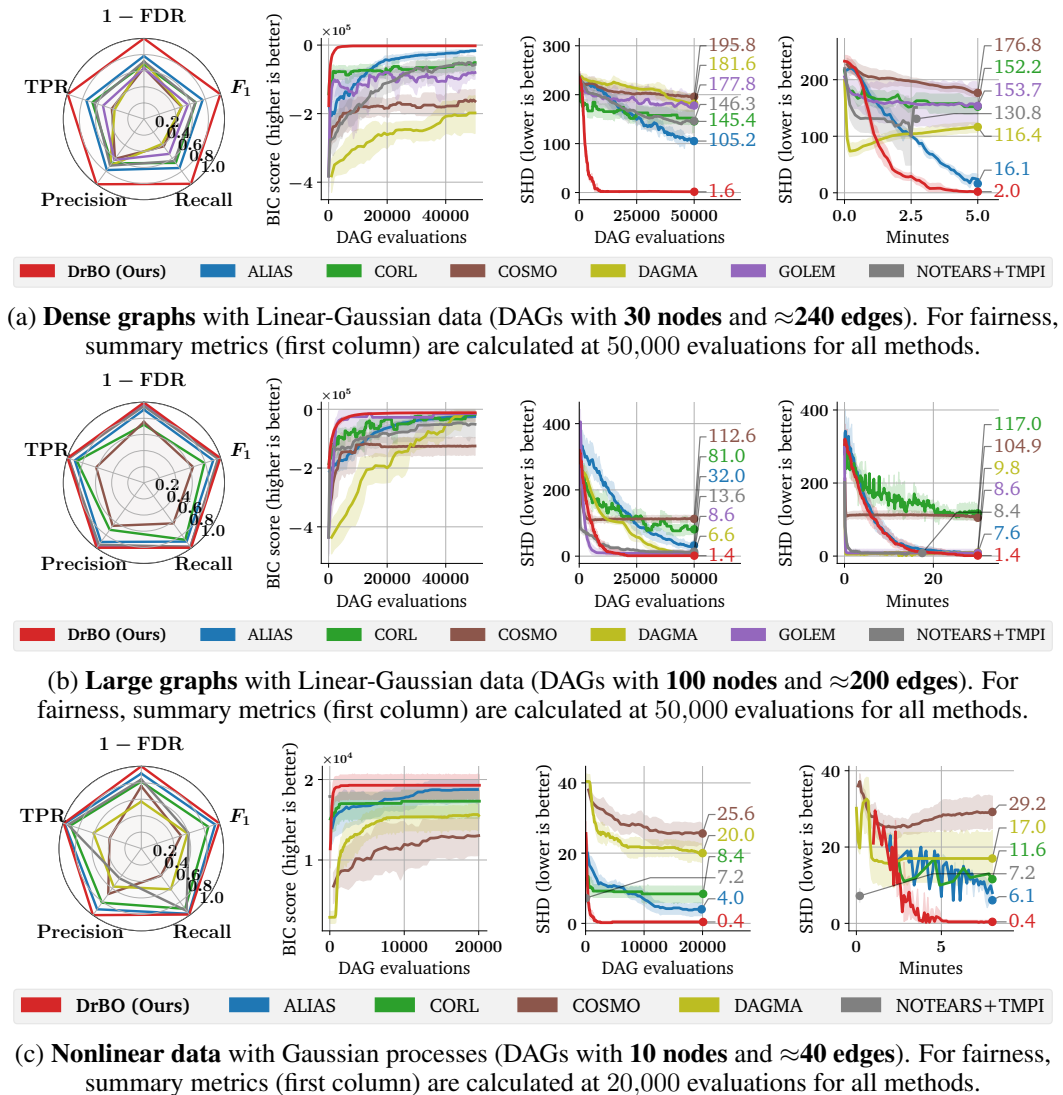 1 − FDR
TPR
F1
Precision
Recall
0.2
0.4
0.6
0.8
1.0
BIC score (higher is better)
×10⁵
0
−2
−4
0 20000 40000
DAG evaluations
SHD (lower is better)
300
200
100
0
0 25000 50000
DAG evaluations
195.8
181.6
177.8
146.3
145.4
105.2
1.6
SHD (lower is better)
200
100
0
0.0 2.5 5.0
Minutes
176.8
152.2
153.7
130.8
116.4
16.1
2.0
DrBO (Ours) ALIAS CORL COSMO DAGMA GOLEM NOTEARS+TMPI
(a) Dense graphs with Linear-Gaussian data (DAGs with 30 nodes and ≈240 edges). For fairness,
summary metrics (first column) are calculated at 50,000 evaluations for all methods.
1 − FDR
TPR
F1
Precision
Recall
0.2
0.4
0.6
0.8
1.0
BIC score (higher is better)
×10⁵
0
−2
−4
0 20000 40000
DAG evaluations
SHD (lower is better)
400
200
0
0 25000 50000
DAG evaluations
112.6
81.0
32.0
13.6
8.6
6.6
1.4
SHD (lower is better)
400
200
0
0 20
Minutes
117.0
104.9
9.8
8.6
8.4
7.6
1.4
DrBO (Ours) ALIAS CORL COSMO DAGMA GOLEM NOTEARS+TMPI
(b) Large graphs with Linear-Gaussian data (DAGs with 100 nodes and ≈200 edges). For
fairness, summary metrics (first column) are calculated at 50,000 evaluations for all methods.
1 − FDR
TPR
F1
Precision
Recall
0.2
0.4
0.6
0.8
1.0
BIC score (higher is better)
×10⁴
2
1
0 10000 20000
DAG evaluations
SHD (lower is better)
40
20
0
0 10000 20000
DAG evaluations
25.6
20.0
8.4
7.2
4.0
0.4
SHD (lower is better)
40
20
0
0 5
Minutes
29.2
17.0
11.6
7.2
6.1
0.4
DrBO (Ours) ALIAS CORL COSMO DAGMA NOTEARS+TMPI
(c) Nonlinear data with Gaussian processes (DAGs with 10 nodes and ≈40 edges). For fairness,
summary metrics (first column) are calculated at 20,000 evaluations for all methods.